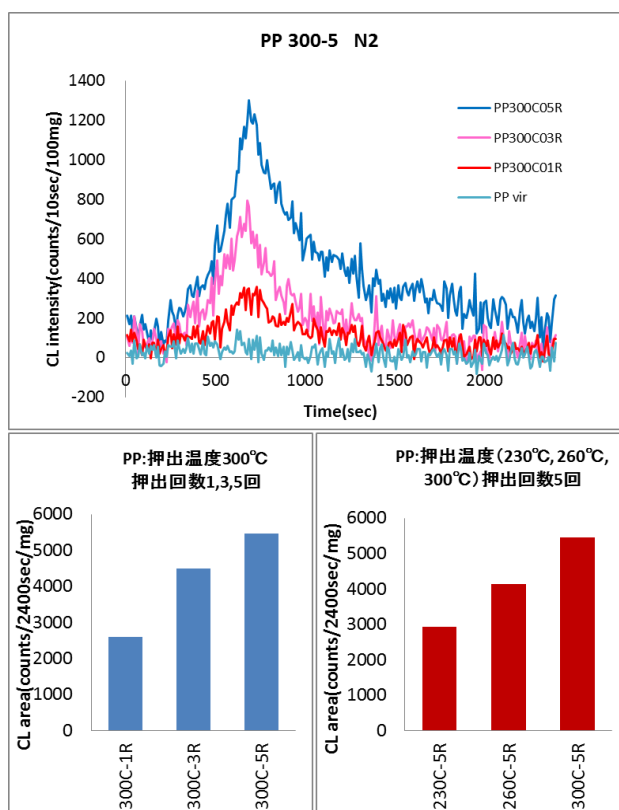 PP 300-5 N2
1400
1200
1000
800
600
400
200
0
-200
CL intensity(counts/10sec/100mg)
0
500
1000
1500
2000
Time(sec)
PP300C05R
PP300C03R
PP300C01R
PP vir
PP:押出温度300℃
押出回数1,3,5回
6000
5000
4000
3000
2000
1000
0
CL area(counts/2400sec/mg)
300C-1R
300C-3R
300C-5R
PP:押出温度(230℃,260℃,
300℃)押出回数5回
6000
5000
4000
3000
2000
1000
0
CL area(counts/2400sec/mg)
230C-5R
260C-5R
300C-5R